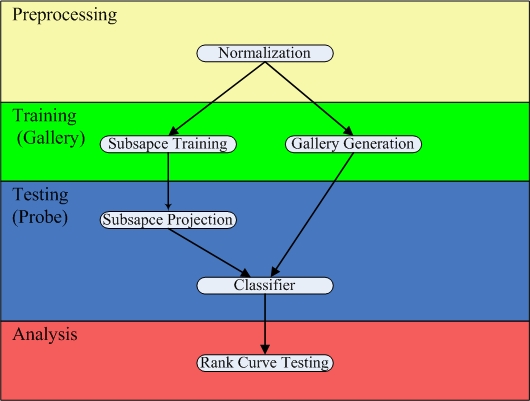 Preprocessing
Normalization
Training
(Gallery)
Subsapce Training
Gallery Generation
Testing
(Probe)
Subsapce Projection
Classifier
Analysis
Rank Curve Testing